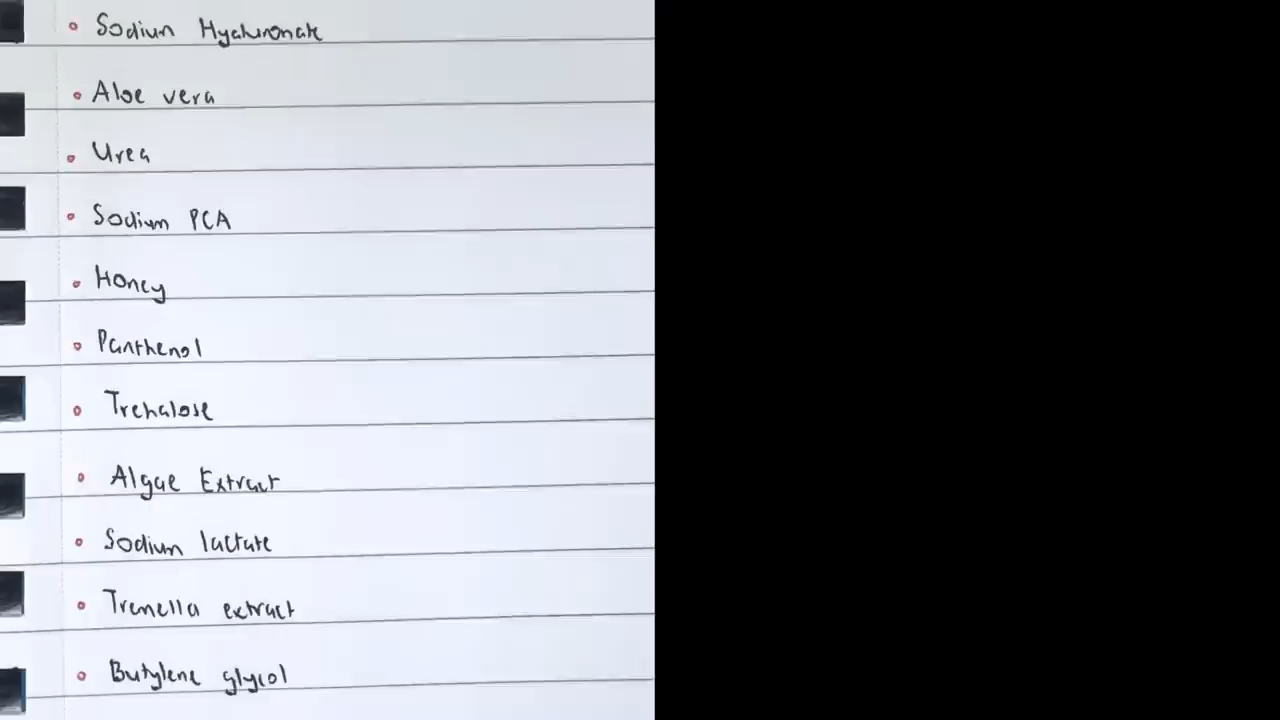 Sodium Hyaluronate
Aloe vera
Urea
Sodium PCA
Honey
Panthenol
Trehalose
Algae Extract
Sodium lactate
Tremella extract
Butylene glycol